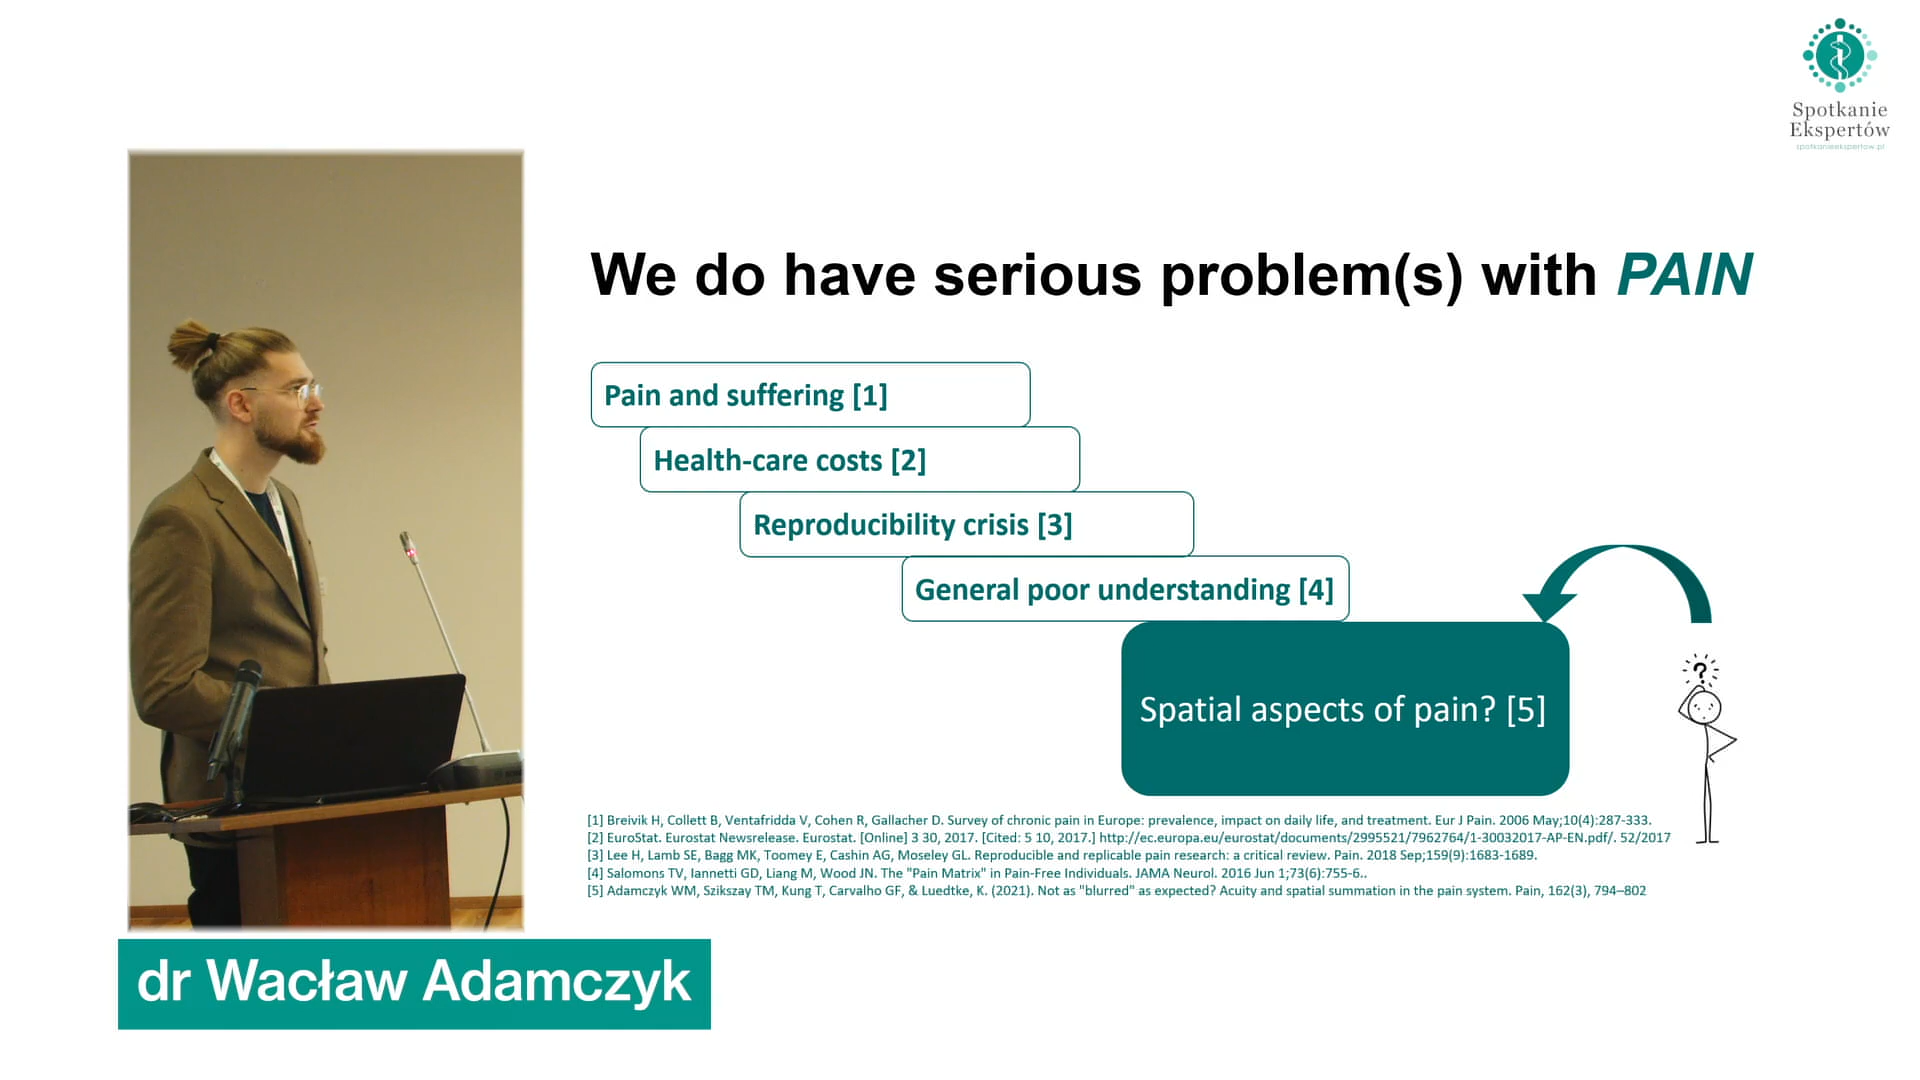 Spotkanie
Ekspertów
spotkanieekspertow.pl
We do have serious problem(s) with PAIN
Pain and suffering [1]
Health-care costs [2]
Reproducibility crisis [3]
General poor understanding [4]
Spatial aspects of pain? [5]
?
[1] Breivik H, Collett B, Ventafridda V, Cohen R, Gallacher D. Survey of chronic pain in Europe: prevalence, impact on daily life, and treatment. Eur J Pain. 2006 May;10(4):287-333.
[2] EuroStat. Eurostat Newsrelease. Eurostat. [Online] 3 30, 2017. [Cited: 5 10, 2017.] http://ec.europa.eu/eurostat/documents/2995521/7962764/1-30032017-AP-EN.pdf/. 52/2017
[3] Lee H, Lamb SE, Bagg MK, Toomey E, Cashin AG, Moseley GL. Reproducible and replicable pain research: a critical review. Pain. 2018 Sep;159(9):1683-1689.
[4] Salomons TV, Iannetti GD, Liang M, Wood JN. The "Pain Matrix" in Pain-Free Individuals. JAMA Neurol. 2016 Jun 1;73(6):755-6..
[5] Adamczyk WM, Szikszay TM, Kung T, Carvalho GF, & Luedtke, K. (2021). Not as "blurred" as expected? Acuity and spatial summation in the pain system. Pain, 162(3), 794–802
dr Wacław Adamczyk